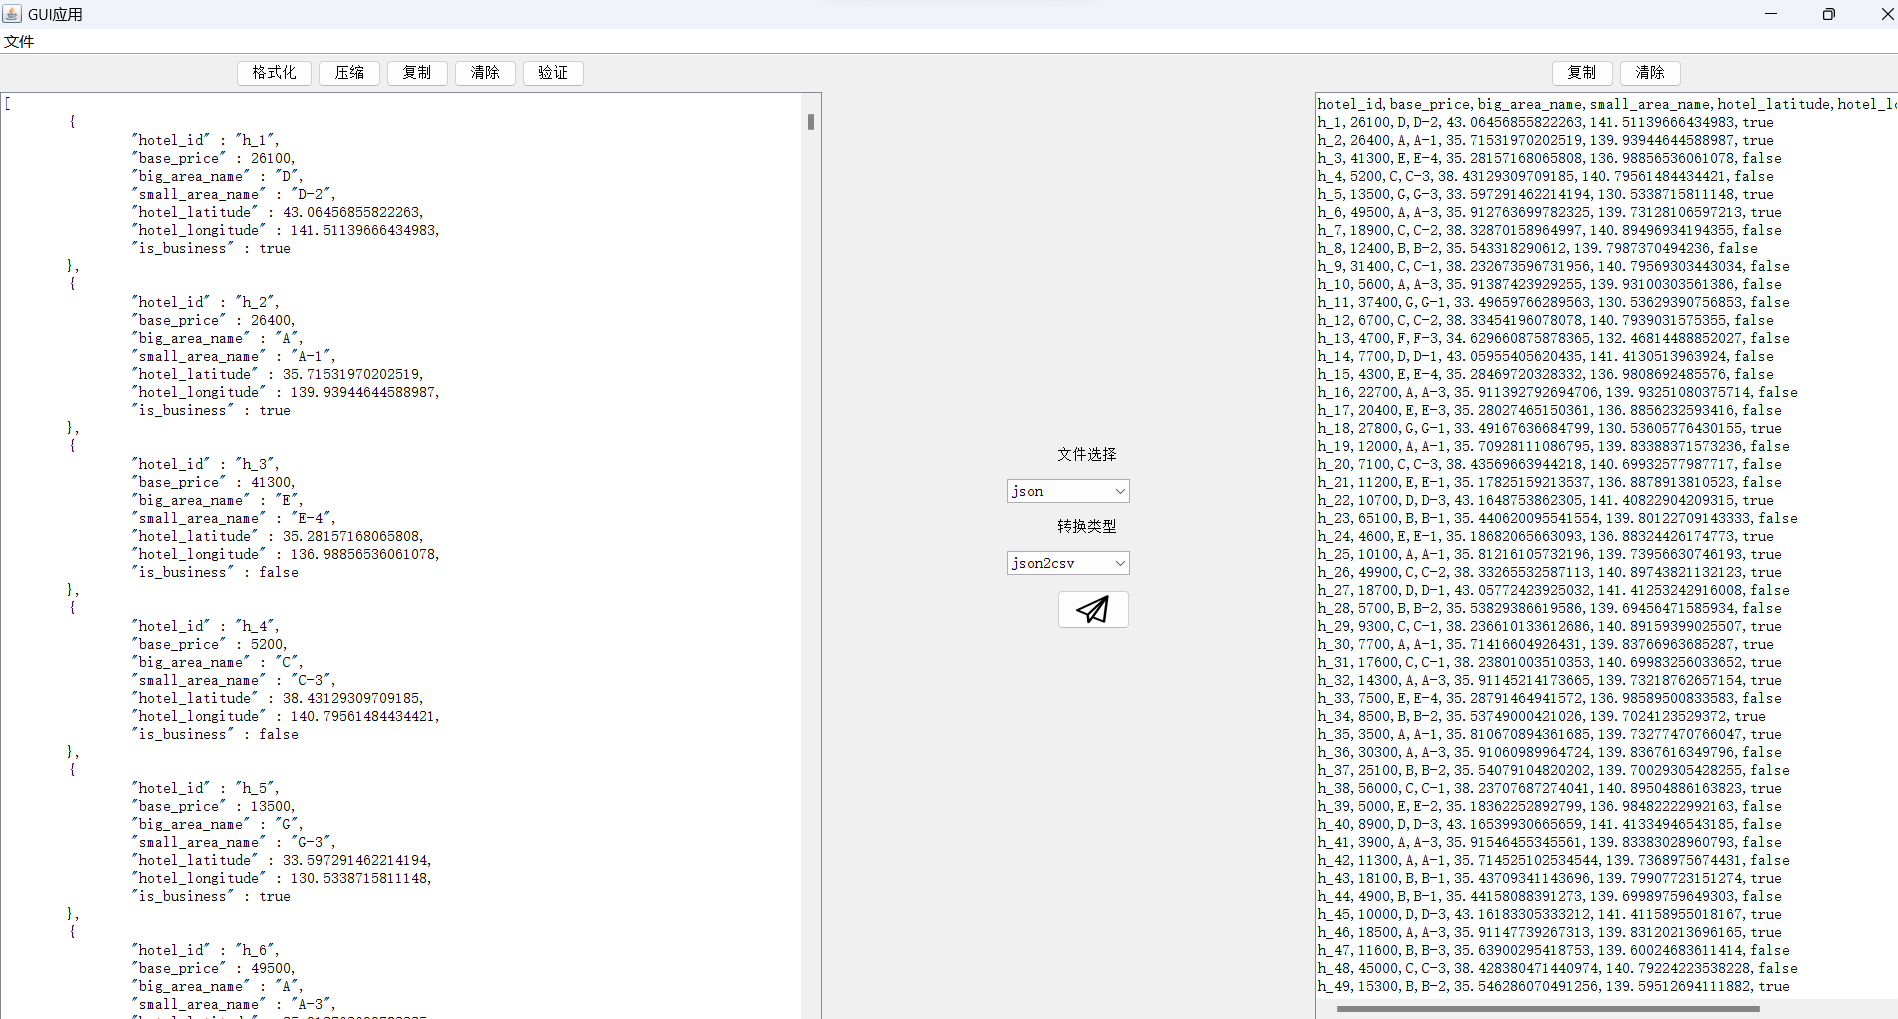 GUI应用
文件
格式化 压缩 复制 清除 验证
[
{
"hotel_id" : "h_1",
"base_price" : 26100,
"big_area_name" : "D",
"small_area_name" : "D-2",
"hotel_latitude" : 43.06456855822263,
"hotel_longitude" : 141.51139666434983,
"is_business" : true
},
{
"hotel_id" : "h_2",
"base_price" : 26400,
"big_area_name" : "A",
"small_area_name" : "A-1",
"hotel_latitude" : 35.71531970202519,
"hotel_longitude" : 139.93944644588987,
"is_business" : true
},
{
"hotel_id" : "h_3",
"base_price" : 41300,
"big_area_name" : "E",
"small_area_name" : "E-4",
"hotel_latitude" : 35.28157168065808,
"hotel_longitude" : 136.98856536061078,
"is_business" : false
},
{
"hotel_id" : "h_4",
"base_price" : 5200,
"big_area_name" : "C",
"small_area_name" : "C-3",
"hotel_latitude" : 38.43129309709185,
"hotel_longitude" : 140.79561484434421,
"is_business" : false
},
{
"hotel_id" : "h_5",
"base_price" : 13500,
"big_area_name" : "G",
"small_area_name" : "G-3",
"hotel_latitude" : 33.597291462214194,
"hotel_longitude" : 130.5338715811148,
"is_business" : true
},
{
"hotel_id" : "h_6",
"base_price" : 49500,
"big_area_name" : "A",
"small_area_name" : "A-3",
文件选择
json
转换类型
json2csv
复制 清除
hotel_id,base_price,big_area_name,small_area_name,hotel_latitude,hotel_lo
h_1,26100,D,D-2,43.06456855822263,141.51139666434983,true
h_2,26400,A,A-1,35.71531970202519,139.93944644588987,true
h_3,41300,E,E-4,35.28157168065808,136.98856536061078,false
h_4,5200,C,C-3,38.43129309709185,140.79561484434421,false
h_5,13500,G,G-3,33.597291462214194,130.5338715811148,true
h_6,49500,A,A-3,35.912763699782325,139.73128106597213,true
h_7,18900,C,C-2,38.32870158964997,140.89496934194355,false
h_8,12400,B,B-2,35.543318290612,139.7987370494236,false
h_9,31400,C,C-1,38.232673596731956,140.79569303443034,false
h_10,5600,A,A-3,35.91387423929255,139.93100303561386,false
h_11,37400,G,G-1,33.49659766289563,130.53629390756853,false
h_12,6700,C,C-2,38.33454196078078,140.7939031575355,false
h_13,4700,F,F-3,34.629660875878365,132.46814488852027,false
h_14,7700,D,D-1,43.05955405620435,141.4130513963924,false
h_15,4300,E,E-4,35.28469720328332,136.9808692485576,false
h_16,22700,A,A-3,35.911392792694706,139.93251080375714,false
h_17,20400,E,E-3,35.28027465150361,136.8856232593416,false
h_18,27800,G,G-1,33.49167636684799,130.53605776430155,true
h_19,12000,A,A-1,35.70928111086795,139.83388371573236,false
h_20,7100,C,C-3,38.43569663944218,140.69932577987717,false
h_21,11200,E,E-1,35.17825159213537,136.8878913810523,false
h_22,10700,D,D-3,43.1648753862305,141.40822904209315,true
h_23,65100,B,B-1,35.440620095541554,139.80122709143333,false
h_24,4600,E,E-1,35.18682065663093,136.88324426174773,true
h_25,10100,A,A-1,35.81216105732196,139.73956630746193,true
h_26,49900,C,C-2,38.33265532587113,140.89743821132123,true
h_27,18700,D,D-1,43.05772423925032,141.41253242916008,false
h_28,5700,B,B-2,35.53829386619586,139.69456471585934,false
h_29,9300,C,C-1,38.236610133612686,140.89159399025507,true
h_30,7700,A,A-1,35.71416604926431,139.83766963685287,true
h_31,17600,C,C-1,38.23801003510353,140.69983256033652,true
h_32,14300,A,A-3,35.91145214173665,139.73218762657154,true
h_33,7500,E,E-4,35.28791464941572,136.98589500833583,false
h_34,8500,B,B-2,35.53749000421026,139.7024123529372,true
h_35,3500,A,A-1,35.810670894361685,139.73277470766047,true
h_36,30300,A,A-3,35.91060989964724,139.8367616349796,false
h_37,25100,B,B-2,35.54079104820202,139.70029305428255,false
h_38,56000,C,C-1,38.23707687274041,140.89504886163823,true
h_39,5000,E,E-2,35.18362252892799,136.98482222992163,false
h_40,8900,D,D-3,43.16539930665659,141.41334946543185,false
h_41,3900,A,A-3,35.91546455345561,139.83383028960793,false
h_42,11300,A,A-1,35.714525102534544,139.7368975674431,false
h_43,18100,B,B-1,35.43709341143696,139.79907723151274,true
h_44,4900,B,B-1,35.44158088391273,139.69989759649303,false
h_45,10000,D,D-3,43.16183305333212,141.41158955018167,true
h_46,18500,A,A-3,35.91147739267313,139.83120213696165,true
h_47,11600,B,B-3,35.63900295418753,139.60024683611414,false
h_48,45000,C,C-3,38.428380471440974,140.79224223538228,false
h_49,15300,B,B-2,35.546286070491256,139.59512694111882,true